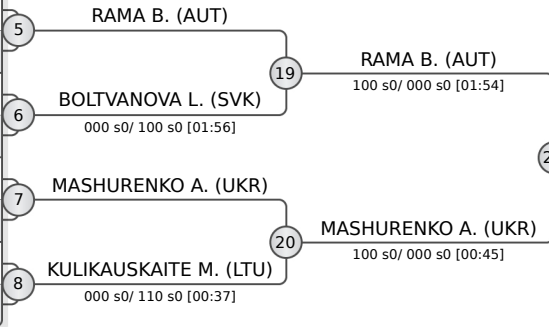 RAMA B. (AUT)
5
19
RAMA B. (AUT)
100 s0/ 000 s0 [01:54]
BOLTVANOVA L. (SVK)
6
000 s0/ 100 s0 [01:56]
MASHURENKO A. (UKR)
7
20
MASHURENKO A. (UKR)
100 s0/ 000 s0 [00:45]
KULIKAUSKAITE M. (LTU)
8
000 s0/ 110 s0 [00:37]